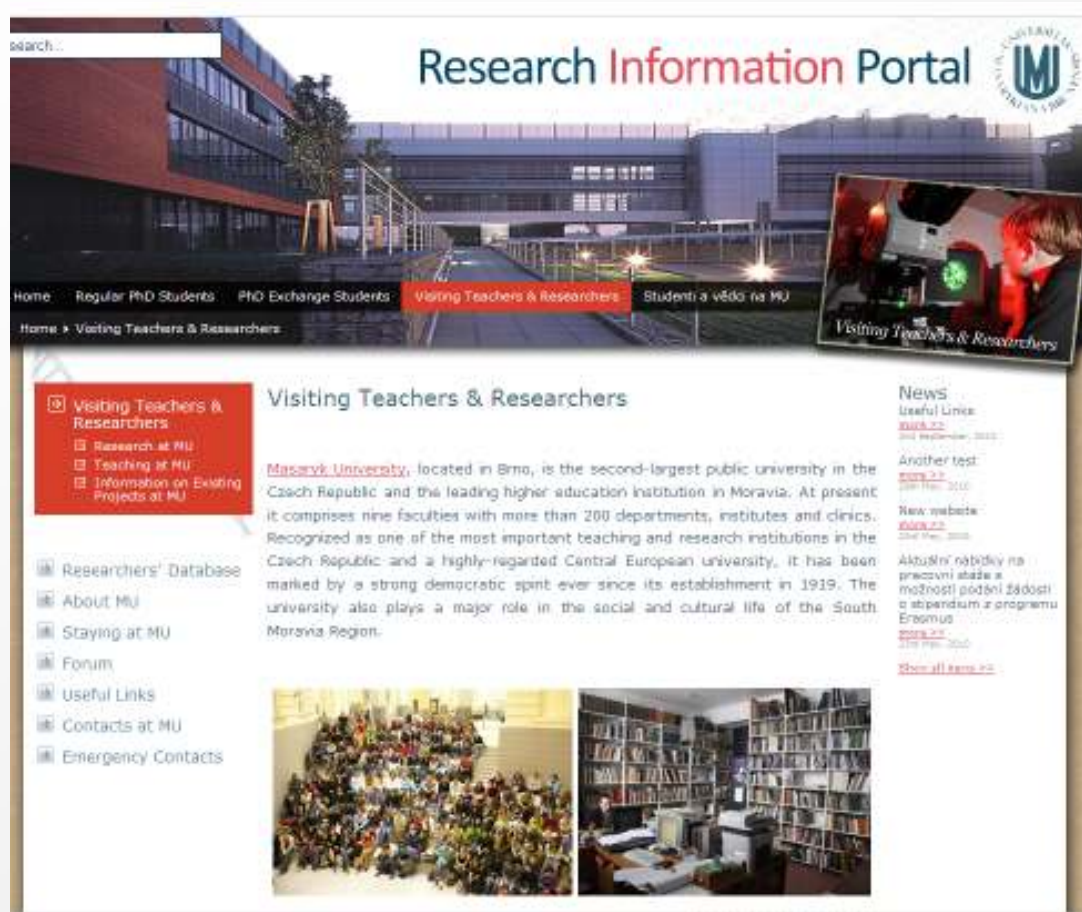 search...
Research Information Portal
MU
Home Regular PhD Students PhD Exchange Students Visiting Teachers & Researchers Studenti a vědci na MU
Home Visiting Teachers & Researchers
Visiting Teachers & Researchers
Visiting Teachers &
Researchers
Research at MU
Teaching at MU
Information on Existing
Projects at MU
Researchers' Database
About MU
Staying at MU
Forum
Useful Links
Contacts at MU
Emergency Contacts
Visiting Teachers & Researchers
Masaryk University, located in Brno, is the second-largest public university in the
Czech Republic and the leading higher education institution in Moravia. At present
it comprises nine faculties with more than 200 departments, institutes and clinics.
Recognized as one of the most important teaching and research institutions in the
Czech Republic and a highly-regarded Central European university, it has been
marked by a strong democratic spirit ever since its establishment in 1919. The
university also plays a major role in the social and cultural life of the South
Moravia Region.
News
Useful Links
more >>
Another test
more >>
New website
more >>
Aktuální nabídky na
pracovní stáže a
možnosti podání žádosti
o stipendium z programu
Erasmus
more >>
Show all items >>